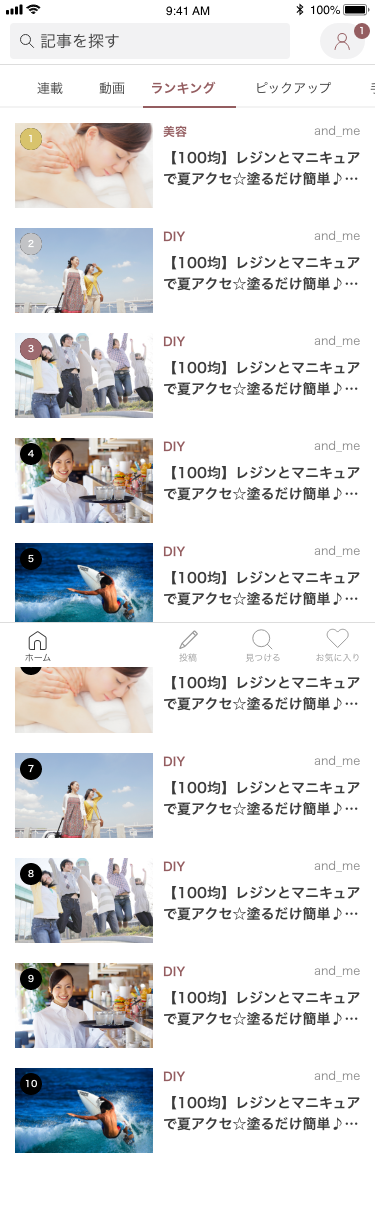 9:41 AM
100%
記事を探す
1
連載 動画 ランキング ピックアップ
1
美容 and_me
【100均】レジンとマニキュア
で夏アクセ☆塗るだけ簡単♪…
2
DIY and_me
【100均】レジンとマニキュア
で夏アクセ☆塗るだけ簡単♪…
3
DIY and_me
【100均】レジンとマニキュア
で夏アクセ☆塗るだけ簡単♪…
4
DIY and_me
【100均】レジンとマニキュア
で夏アクセ☆塗るだけ簡単♪…
5
DIY and_me
【100均】レジンとマニキュア
で夏アクセ☆塗るだけ簡単♪…
ホーム 投稿 見つける お気に入り
【100均】レジンとマニキュア
で夏アクセ☆塗るだけ簡単♪…
7
DIY and_me
【100均】レジンとマニキュア
で夏アクセ☆塗るだけ簡単♪…
8
DIY and_me
【100均】レジンとマニキュア
で夏アクセ☆塗るだけ簡単♪…
9
DIY and_me
【100均】レジンとマニキュア
で夏アクセ☆塗るだけ簡単♪…
10
DIY and_me
【100均】レジンとマニキュア
で夏アクセ☆塗るだけ簡単♪…